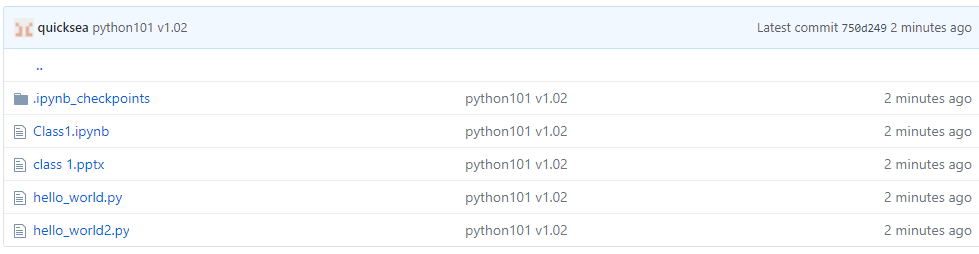 quicksea python101 v1.02 Latest commit 750d249 2 minutes ago
..
.ipynb_checkpoints python101 v1.02 2 minutes ago
Class1.ipynb python101 v1.02 2 minutes ago
class 1.pptx python101 v1.02 2 minutes ago
hello_world.py python101 v1.02 2 minutes ago
hello_world2.py python101 v1.02 2 minutes ago